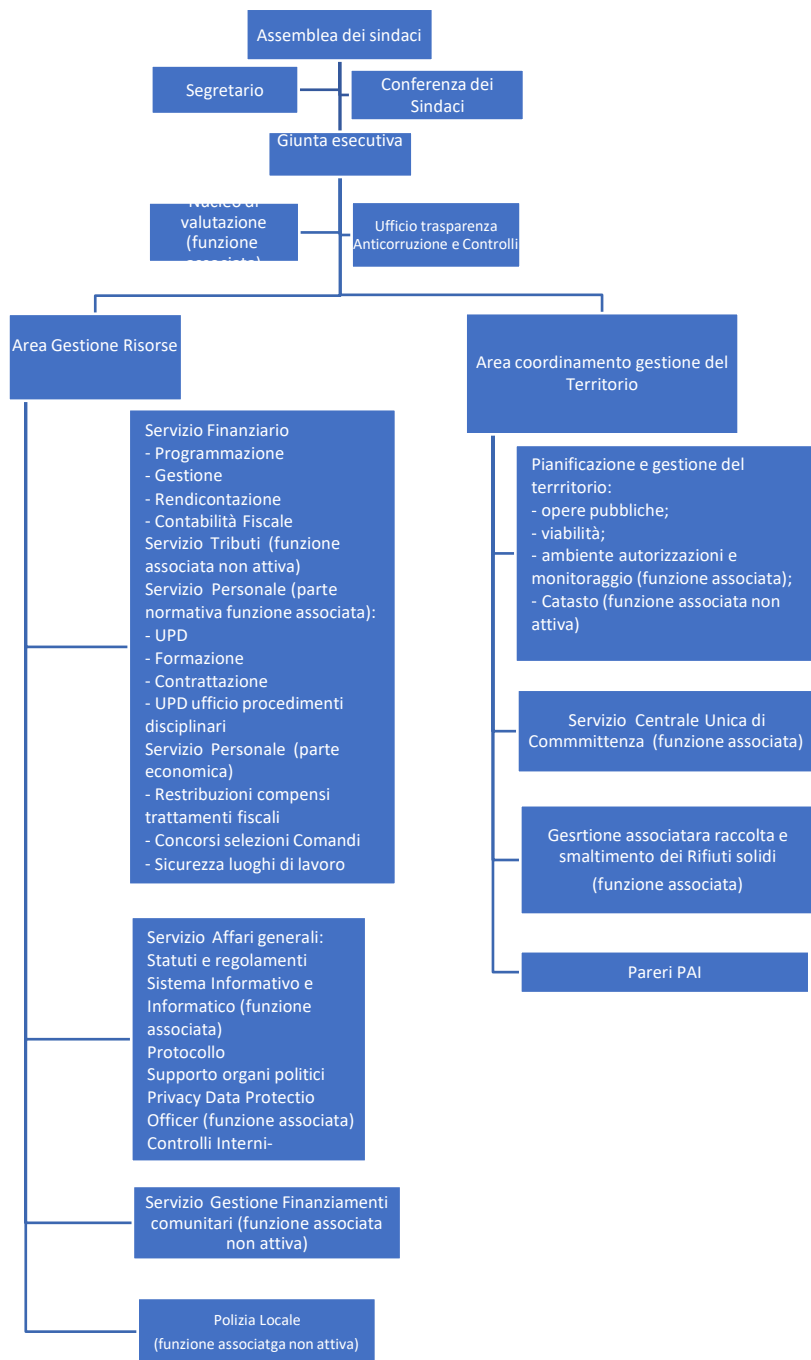 Assemblea dei sindaci
Segretario
Conferenza dei
Sindaci
Giunta esecutiva
Nucleo di
valutazione
(funzione
associata)
Ufficio trasparenza
Anticorruzione e Controlli
Area Gestione Risorse
Area coordinamento gestione del
Territorio
Servizio Finanziario
- Programmazione
- Gestione
- Rendicontazione
- Contabilità Fiscale
Servizio Tributi (funzione
associata non attiva)
Servizio Personale (parte
normativa funzione associata):
- UPD
- Formazione
- Contrattazione
- UPD ufficio procedimenti
disciplinari
Servizio Personale (parte
economica)
- Restribuzioni compensi
trattamenti fiscali
- Concorsi selezioni Comandi
- Sicurezza luoghi di lavoro
Pianificazione e gestione del
terrritorio:
- opere pubbliche;
- viabilità;
- ambiente autorizzazioni e
monitoraggio (funzione associata);
- Catasto (funzione associata non
attiva)
Servizio Centrale Unica di
Commmittenza (funzione associata)
Gesrtione associatara raccolta e
smaltimento dei Rifiuti solidi
(funzione associata)
Pareri PAI
Servizio Affari generali:
Statuti e regolamenti
Sistema Informativo e
Informatico (funzione
associata)
Protocollo
Supporto organi politici
Privacy Data Protectio
Officer (funzione associata)
Controlli Interni-
Servizio Gestione Finanziamenti
comunitari (funzione associata
non attiva)
Polizia Locale
(funzione associatga non attiva)